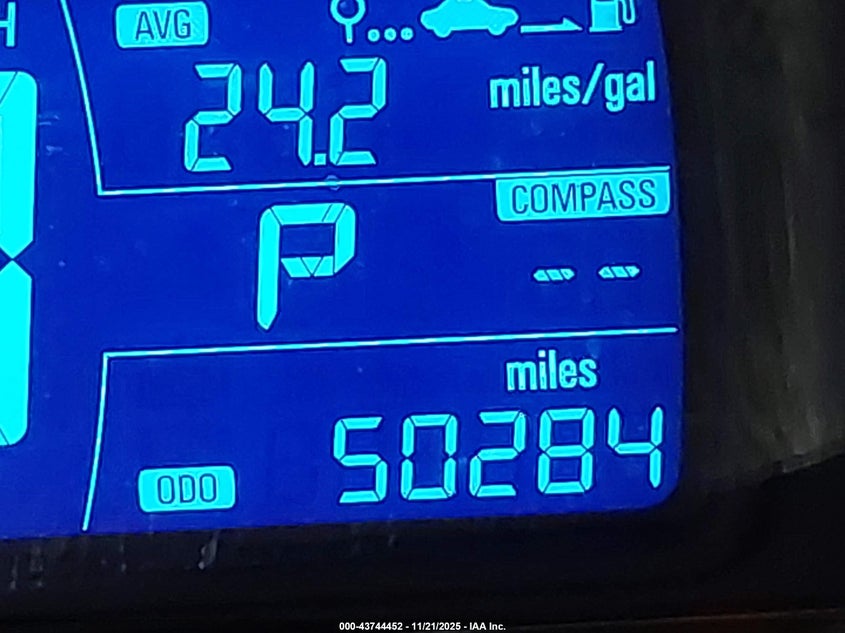 H
AVG
24.2 miles/gal
COMPASS
P
-- --
miles
ODO 50284
000-43744452 - 11/21/2025 - IAA Inc.